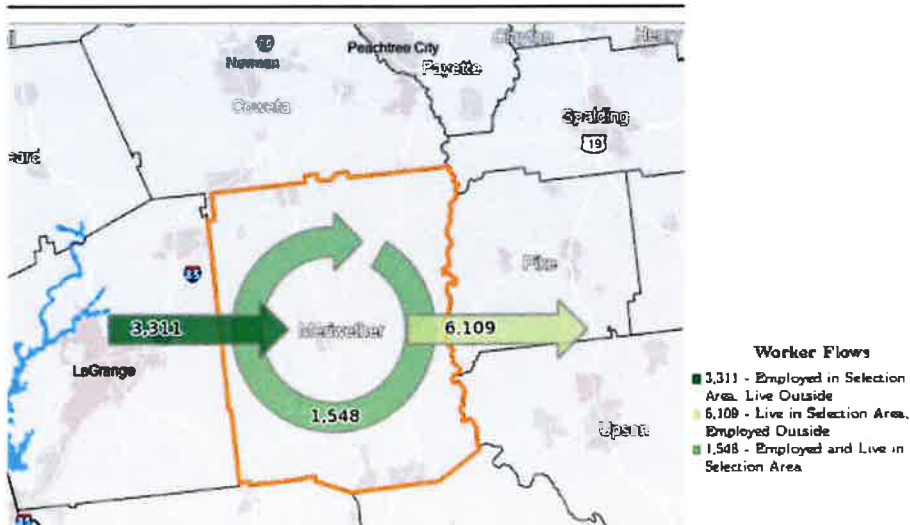 85
Peachtree City
Newnan
Fayette
Coweta
Spalding
19
85
Pike
3,311
Meriwether
6,109
LaGrange
1,548
Upson
Worker Flows
3,311 - Employed in Selection
Area, Live Outside
6,109 - Live in Selection Area,
Employed Outside
1,548 - Employed and Live in
Selection Area